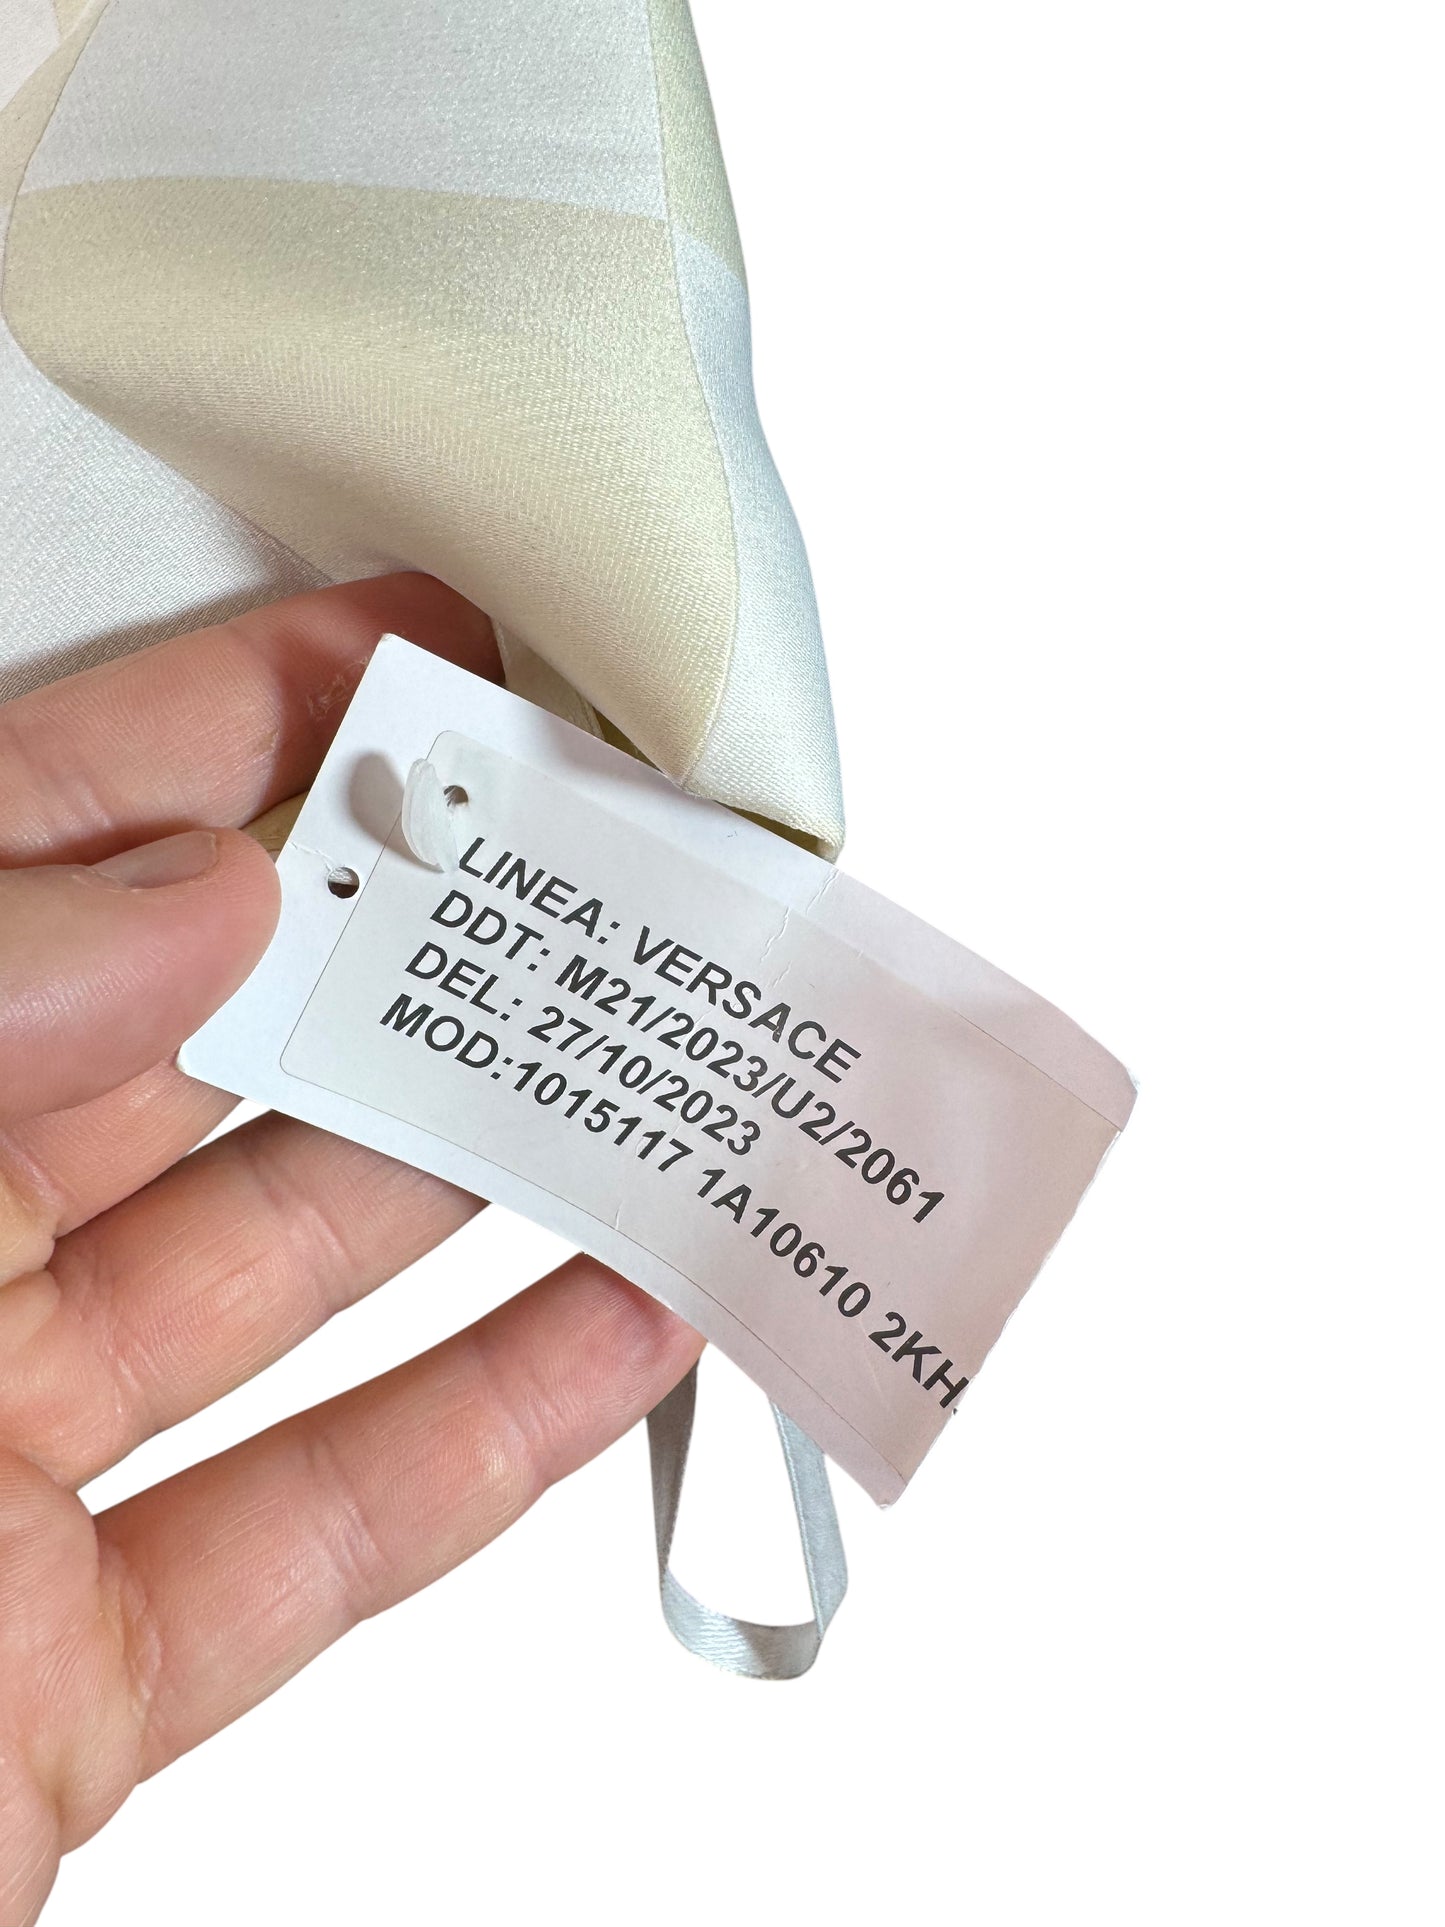 LINEA: VERSACE
DDT: M21/2023/U2/2061
DEL: 27/10/2023
MOD:1015117 1A10610 2KH